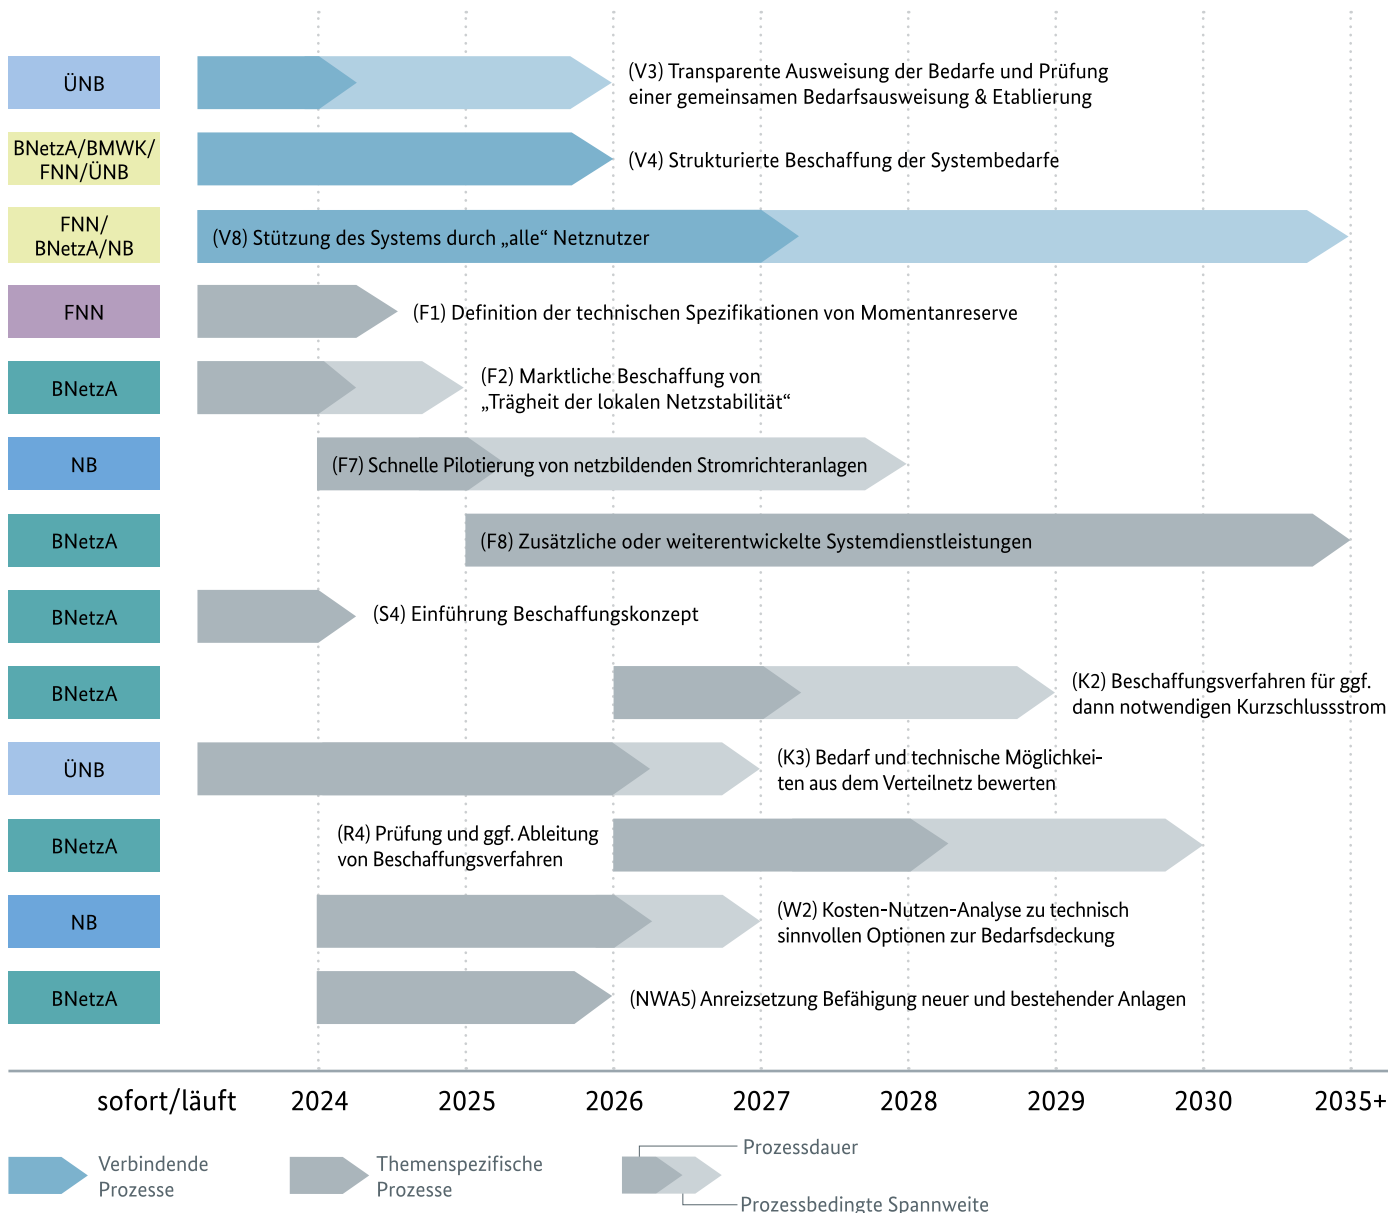 ÜNB
(V3) Transparente Ausweisung der Bedarfe und Prüfung
einer gemeinsamen Bedarfsausweisung & Etablierung
BNetzA/BMWK/
FNN/ÜNB
(V4) Strukturierte Beschaffung der Systembedarfe
FNN/
BNetzA/NB
(V8) Stützung des Systems durch „alle“ Netznutzer
FNN
(F1) Definition der technischen Spezifikationen von Momentanreserve
BNetzA
(F2) Marktliche Beschaffung von
„Trägheit der lokalen Netzstabilität“
NB
(F7) Schnelle Pilotierung von netzbildenden Stromrichteranlagen
BNetzA
(F8) Zusätzliche oder weiterentwickelte Systemdienstleistungen
BNetzA
(S4) Einführung Beschaffungskonzept
BNetzA
(K2) Beschaffungsverfahren für ggf.
dann notwendigen Kurzschlussstrom
ÜNB
(K3) Bedarf und technische Möglichkei-
ten aus dem Verteilnetz bewerten
BNetzA
(R4) Prüfung und ggf. Ableitung
von Beschaffungsverfahren
NB
(W2) Kosten-Nutzen-Analyse zu technisch
sinnvollen Optionen zur Bedarfsdeckung
BNetzA
(NWA5) Anreizsetzung Befähigung neuer und bestehender Anlagen
sofort/läuft 2024 2025 2026 2027 2028 2029 2030 2035+
Verbindende
Prozesse
Themenspezifische
Prozesse
Prozessdauer
Prozessbedingte Spannweite